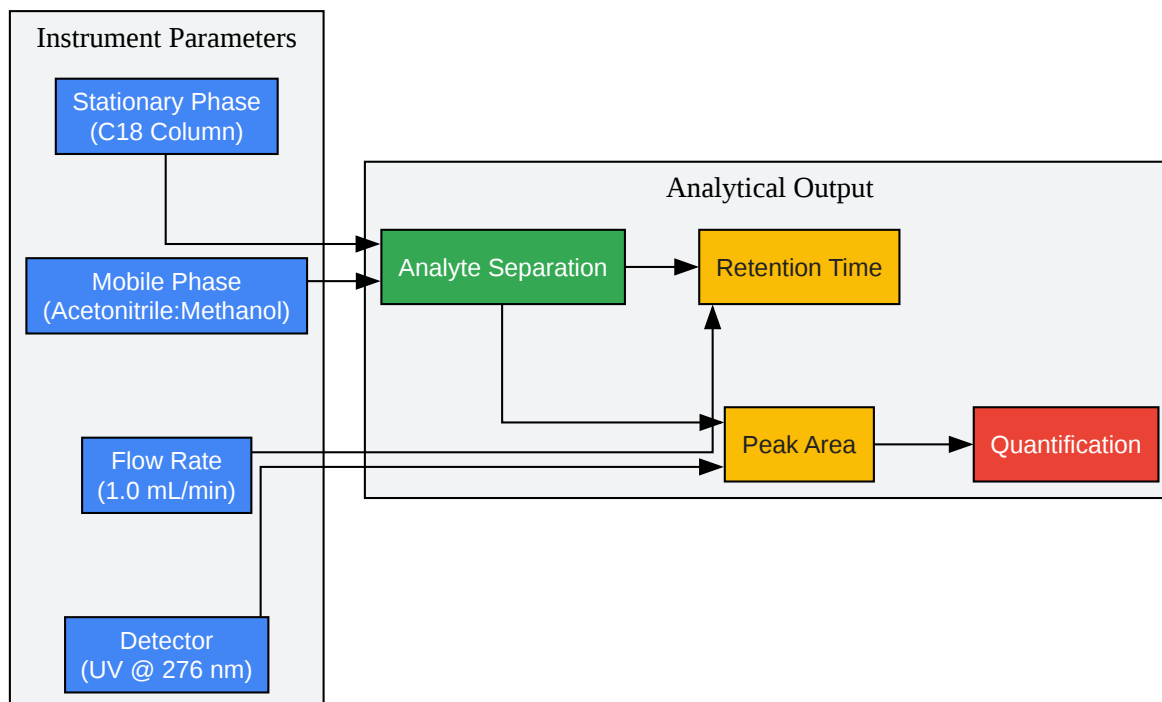 Instrument Parameters
Stationary Phase
(C18 Column)
Mobile Phase
(Acetonitrile:Methanol)
Flow Rate
(1.0 mL/min)
Detector
(UV @ 276 nm)
Analytical Output
Analyte Separation
Retention Time
Peak Area
Quantification